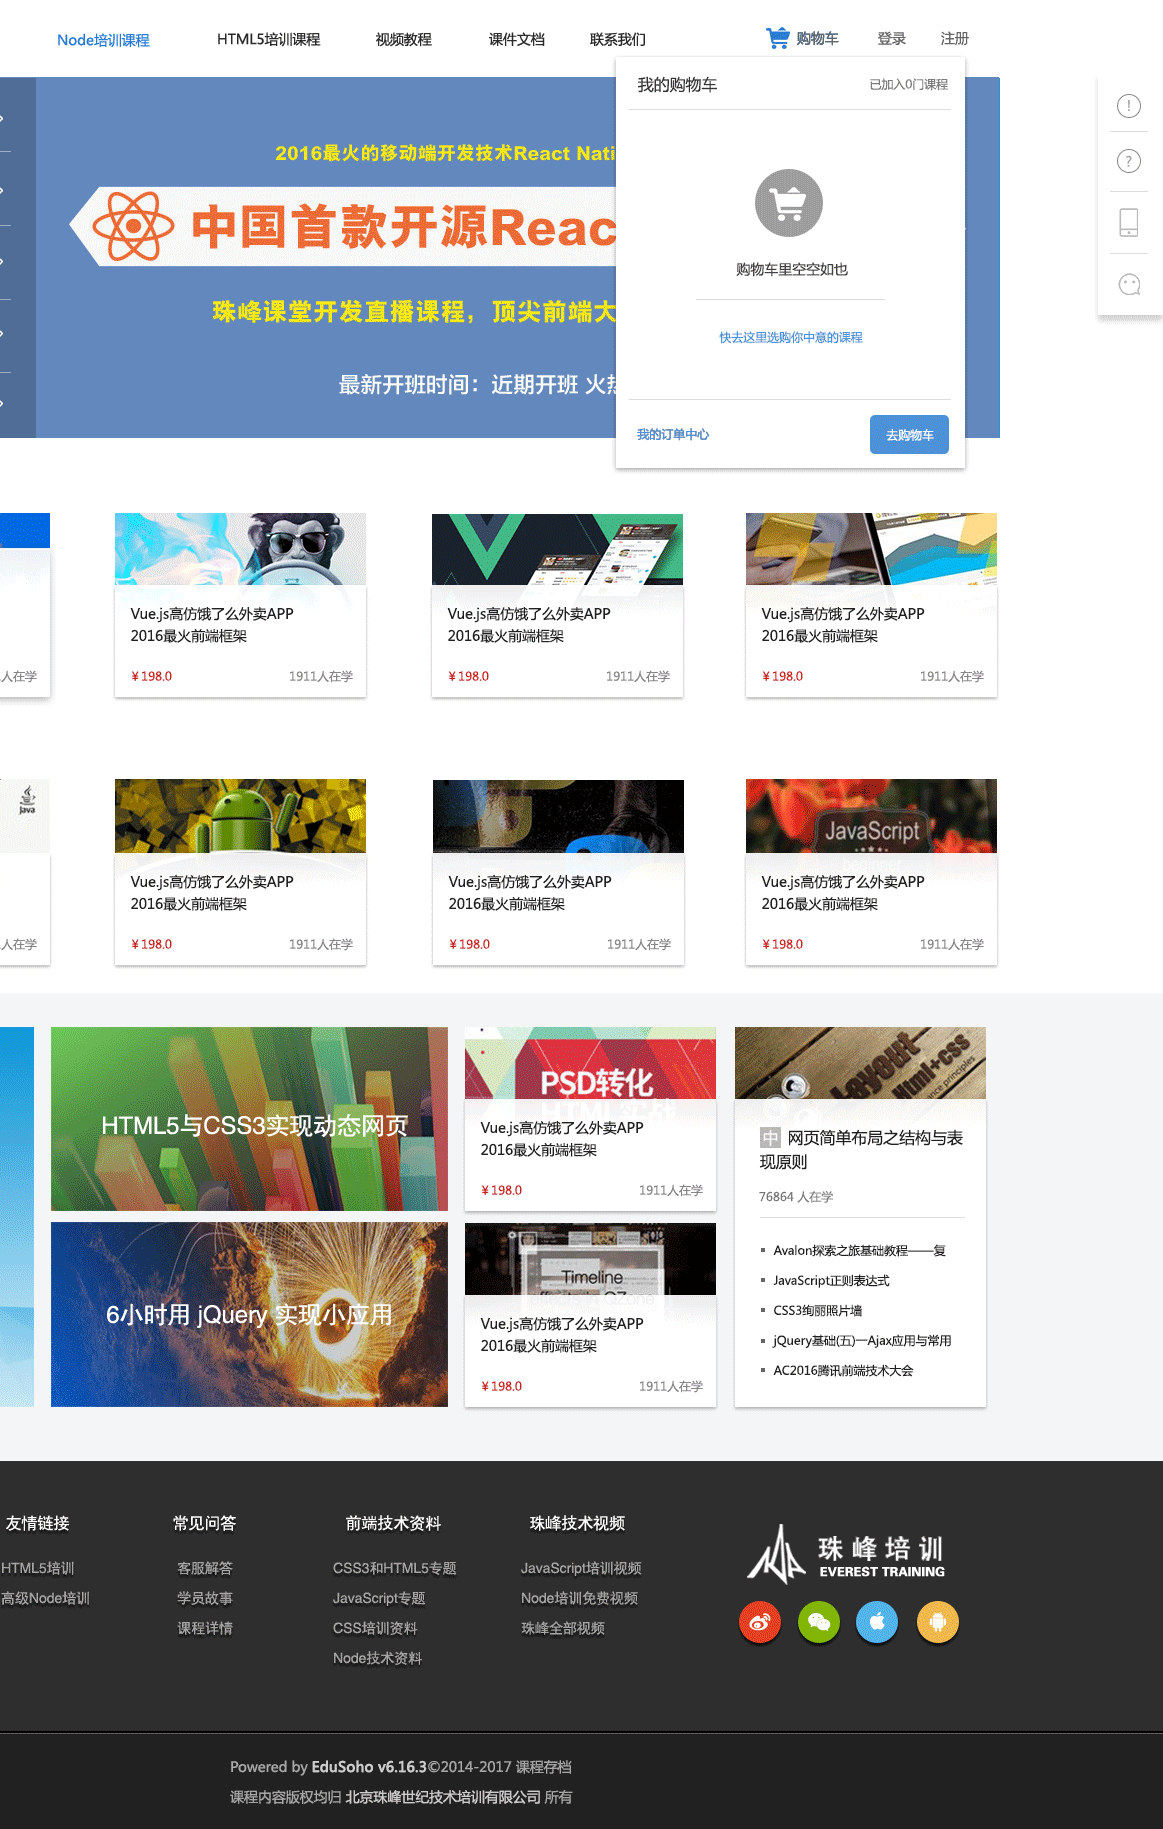 Node培训课程
HTML5培训课程
视频教程
课件文档
联系我们
购物车
登录
注册
我的购物车
已加入0门课程
2016最火的移动端开发技术React Nati
中国首款开源Reac
购物车里空空如也
珠峰课堂开发直播课程，顶尖前端大
快去这里选购你中意的课程
最新开班时间：近期开班 火热
我的订单中心
去购物车
Vue.js高仿饿了么外卖APP
2016最火前端框架
人在学
¥198.0
1911人在学
Vue.js高仿饿了么外卖APP
2016最火前端框架
¥198.0
1911人在学
Vue.js高仿饿了么外卖APP
2016最火前端框架
¥198.0
1911人在学
Java
人在学
Vue.js高仿饿了么外卖APP
2016最火前端框架
¥198.0
1911人在学
Vue.js高仿饿了么外卖APP
2016最火前端框架
¥198.0
1911人在学
JavaScript
beginner
Vue.js高仿饿了么外卖APP
2016最火前端框架
¥198.0
1911人在学
HTML5与CSS3实现动态网页
6小时用 jQuery 实现小应用
PSD转化
HTML实战
Vue.js高仿饿了么外卖APP
2016最火前端框架
¥198.0
1911人在学
Timeline
Vue.js高仿饿了么外卖APP
2016最火前端框架
¥198.0
1911人在学
Layout
Html+css
principles
中 网页简单布局之结构与表
现原则
76864 人在学
Avalon探索之旅基础教程——复
JavaScript正则表达式
CSS3绚丽照片墙
jQuery基础(五)—Ajax应用与常用
AC2016腾讯前端技术大会
友情链接
HTML5培训
高级Node培训
常见问答
客服解答
学员故事
课程详情
前端技术资料
CSS3和HTML5专题
JavaScript专题
CSS培训资料
Node技术资料
珠峰技术视频
JavaScript培训视频
Node培训免费视频
珠峰全部视频
珠峰培训
EVEREST TRAINING
Powered by EduSoho v6.16.3©2014-2017 课程存档
课程内容版权均归 北京珠峰世纪技术培训有限公司 所有